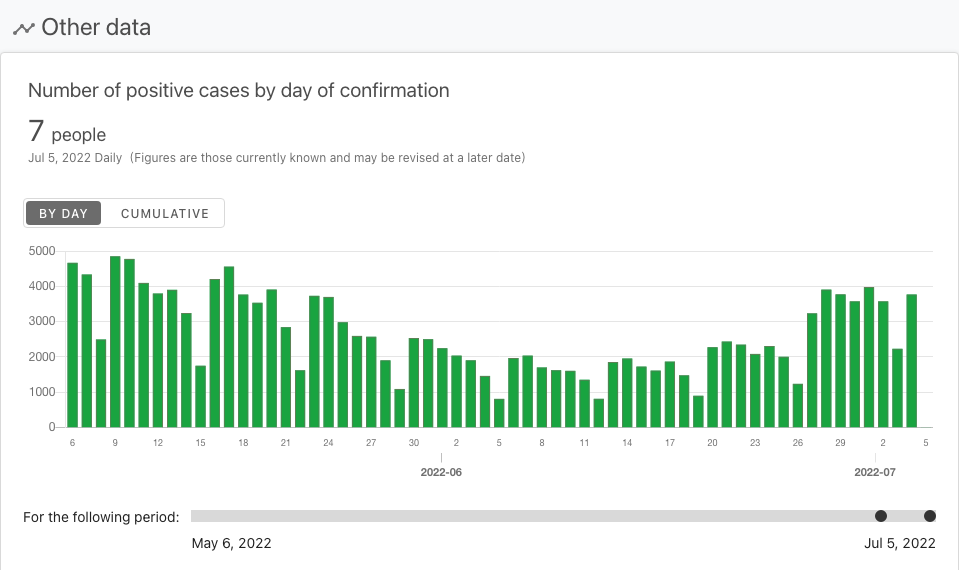 Other data
Number of positive cases by day of confirmation
7 people
Jul 5, 2022 Daily (Figures are those currently known and may be revised at a later date)
BY DAY CUMULATIVE
5000
4000
3000
2000
1000
0
6 9 12 15 18 21 24 27 30 2 5 8 11 14 17 20 23 26 29 2 5
2022-06 2022-07
For the following period:
May 6, 2022 Jul 5, 2022